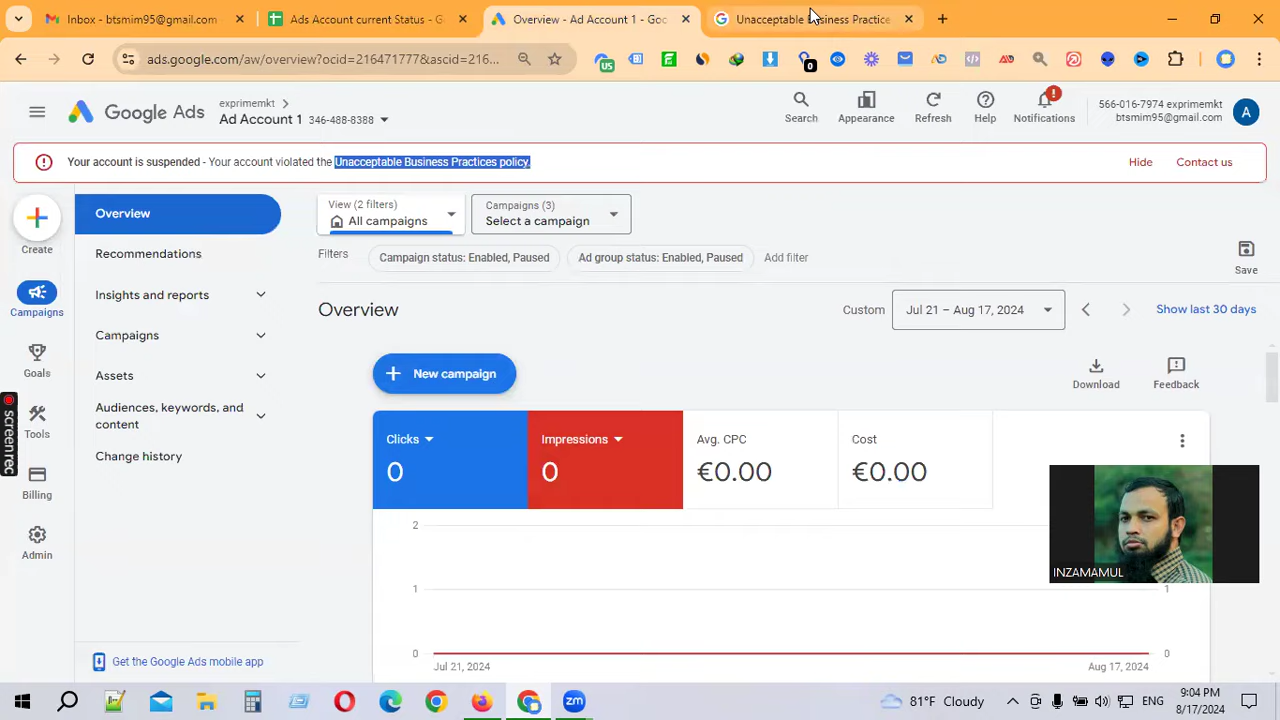 Inbox - btsmim95@gmail.com
Ads Account current Status - G
Overview - Ad Account 1 - Goo
Unacceptable Business Practice
ads.google.com/aw/overview?ocid=216471777&ascid=216...
US
0
Google Ads
exprimemkt
Ad Account 1 346-488-8388
Search
Appearance
Refresh
Help
Notifications
566-016-7974 exprimemkt
btsmim95@gmail.com
A
Your account is suspended - Your account violated the Unacceptable Business Practices policy.
Hide
Contact us
Create
Campaigns
Goals
Tools
Billing
Admin
screen rec
Overview
Recommendations
Insights and reports
Campaigns
Assets
Audiences, keywords, and
content
Change history
Get the Google Ads mobile app
View (2 filters)
All campaigns
Campaigns (3)
Select a campaign
Filters
Campaign status: Enabled, Paused
Ad group status: Enabled, Paused
Add filter
Save
Overview
Custom
Jul 21 – Aug 17, 2024
Show last 30 days
New campaign
Download
Feedback
Clicks
0
Impressions
0
Avg. CPC
€0.00
Cost
€0.00
2
1
1
0
0
Jul 21, 2024
Aug 17, 2024
INZAMAMUL
zm
81°F Cloudy
ENG
9:04 PM
8/17/2024